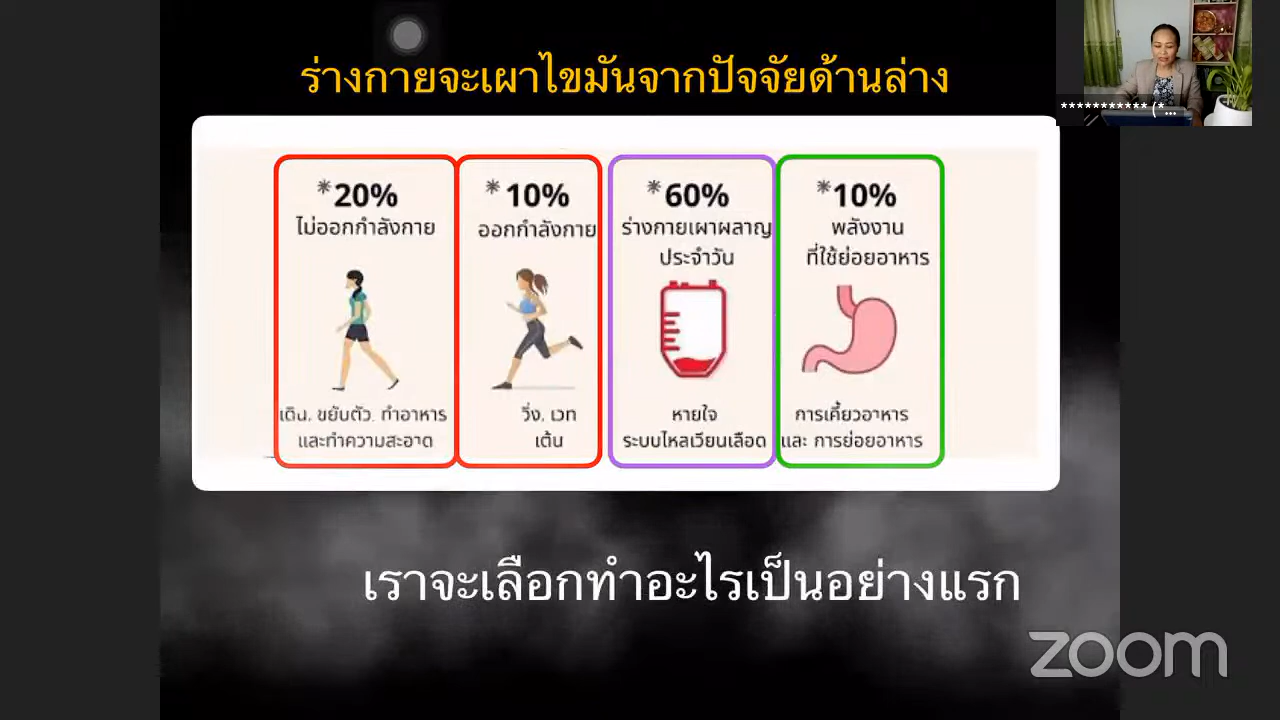 ร่างกายจะเผาไขมันจากปัจจัยด้านล่าง
*********** (*...
*20%
ไม่ออกกำลังกาย
เดิน, ขยับตัว, ทำอาหาร
และทำความสะอาด
*10%
ออกกำลังกาย
วิ่ง, เวท
เต้น
*60%
ร่างกายเผาผลาญ
ประจำวัน
หายใจ
ระบบไหลเวียนเลือด
*10%
พลังงาน
ที่ใช้ย่อยอาหาร
การเคี้ยวอาหาร
และ การย่อยอาหาร
เราจะเลือกทำอะไรเป็นอย่างแรก
zoom